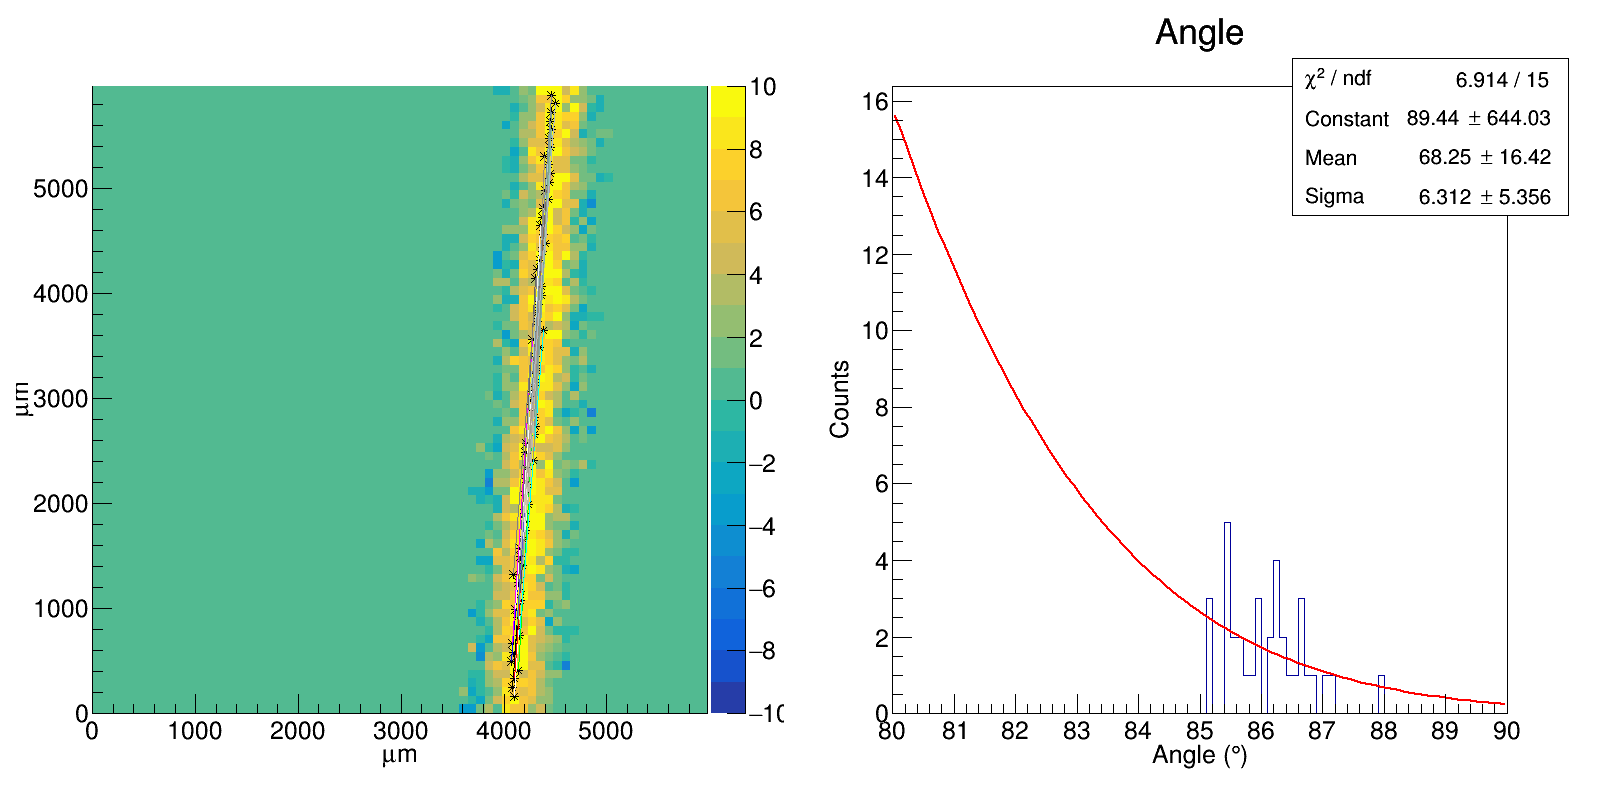 Angle
χ² / ndf 6.914 / 15
Constant 89.44 ± 644.03
Mean 68.25 ± 16.42
Sigma 6.312 ± 5.356
μm
5000
4000
3000
2000
1000
0
0 1000 2000 3000 4000 5000
μm
10
8
6
4
2
0
−2
−4
−6
−8
−10
Counts
16
14
12
10
8
6
4
2
0
80 81 82 83 84 85 86 87 88 89 90
Angle (°)